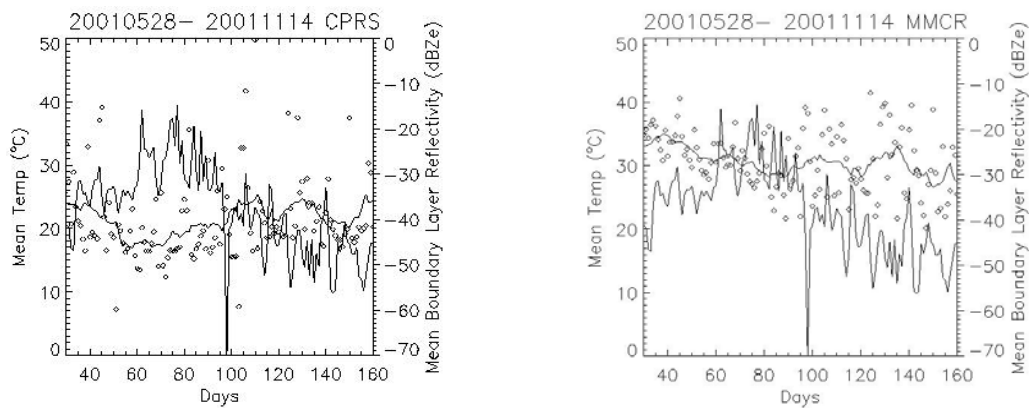 20010528- 20011114 CPRS
50
40
30
20
10
0
Mean Temp (°C)
0
-10
-20
-30
-40
-50
-60
-70
Mean Boundary Layer Reflectivity (dBZe)
40 60 80 100 120 140 160
Days
20010528- 20011114 MMCR
50
40
30
20
10
0
Mean Temp (°C)
0
-10
-20
-30
-40
-50
-60
-70
Mean Boundary Layer Reflectivity (dBZe)
40 60 80 100 120 140 160
Days